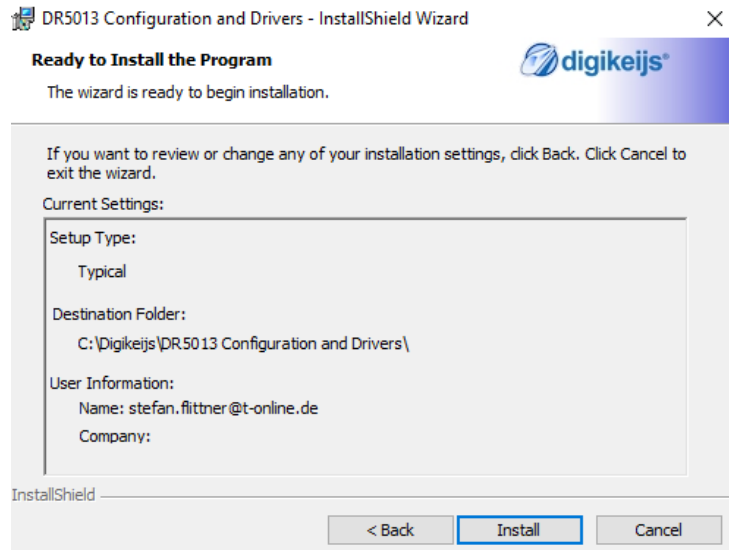 DR5013 Configuration and Drivers - InstallShield Wizard
Ready to Install the Program
The wizard is ready to begin installation.
digikeijs®
If you want to review or change any of your installation settings, click Back. Click Cancel to
exit the wizard.
Current Settings:
Setup Type:
Typical
Destination Folder:
C:\Digikeijs\DR5013 Configuration and Drivers\
User Information:
Name: stefan.flittner@t-online.de
Company:
InstallShield
< Back
Install
Cancel